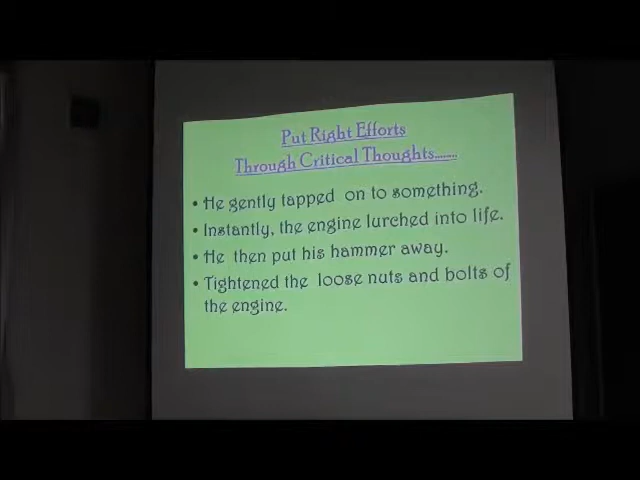 Put Right Efforts
Through Critical Thoughts.......
• He gently tapped on to something.
• Instantly, the engine lurched into life.
• He then put his hammer away.
• Tightened the loose nuts and bolts of
the engine.